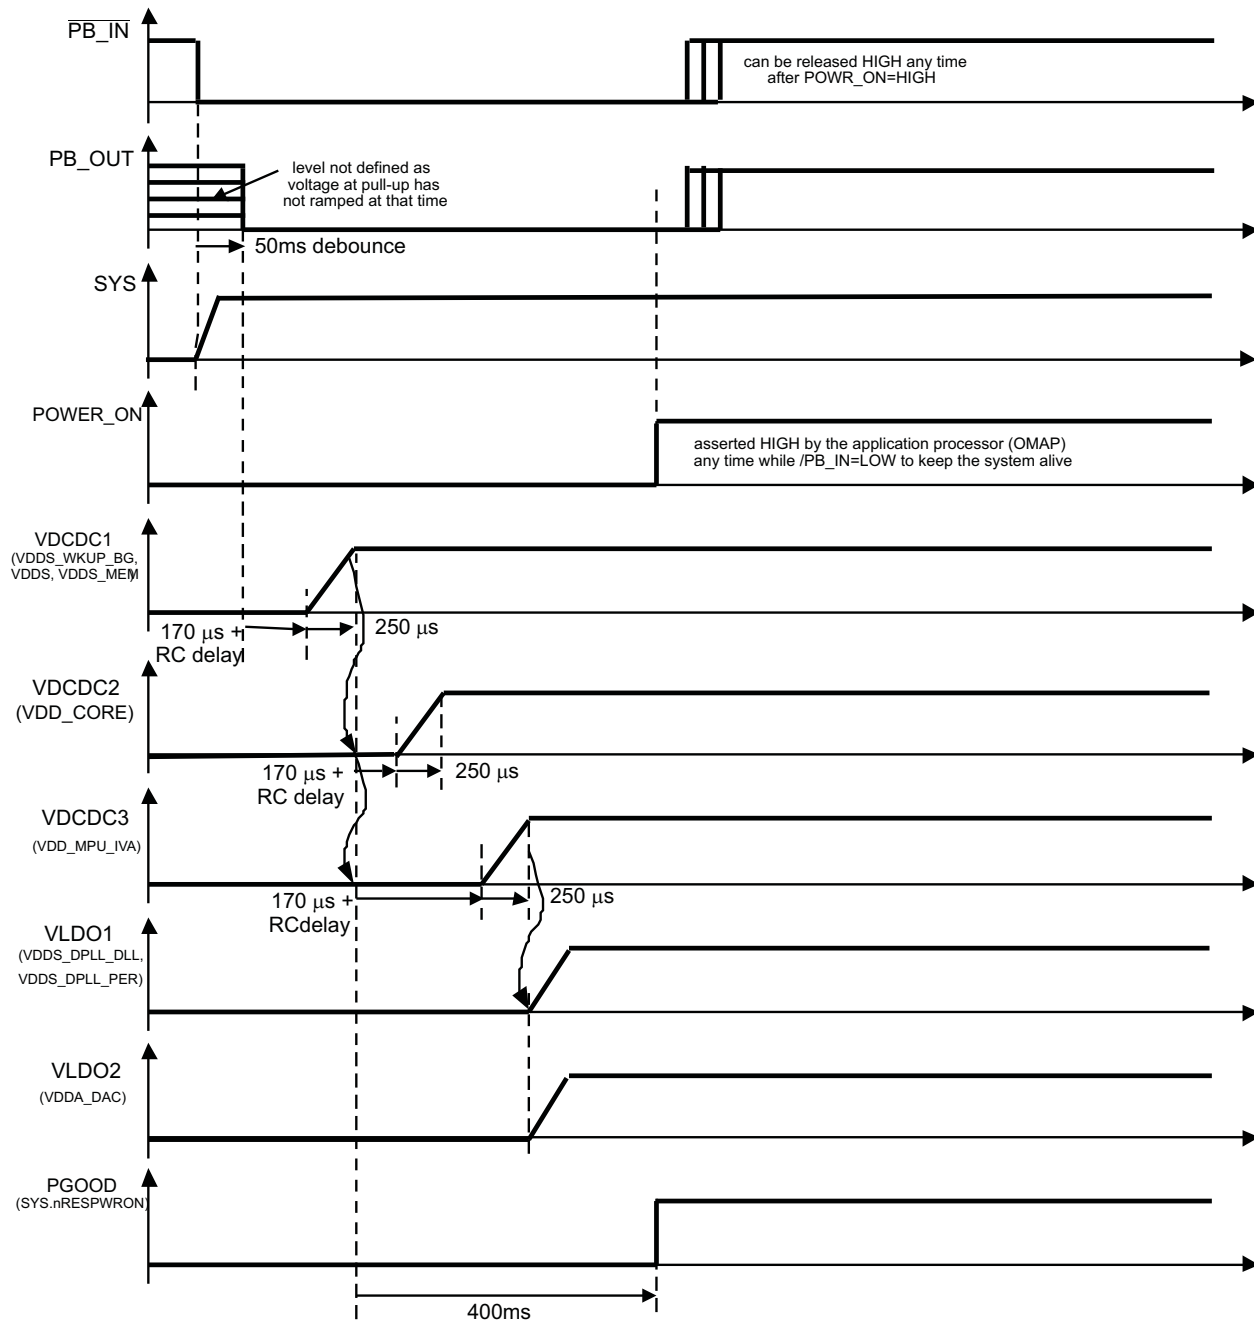 PB_IN
can be released HIGH any time
after POWR_ON=HIGH
PB_OUT
level not defined as
voltage at pull-up has
not ramped at that time
50ms debounce
SYS
POWER_ON
asserted HIGH by the application processor (OMAP)
any time while /PB_IN=LOW to keep the system alive
VDCDC1
(VDDS_WKUP_BG,
VDDS, VDDS_MEM)
170 μs +
RC delay
250 μs
VDCDC2
(VDD_CORE)
170 μs +
RC delay
250 μs
VDCDC3
(VDD_MPU_IVA)
170 μs +
RCdelay
250 μs
VLDO1
(VDDS_DPLL_DLL,
VDDS_DPLL_PER)
VLDO2
(VDDA_DAC)
PGOOD
(SYS.nRESPWRON)
400ms